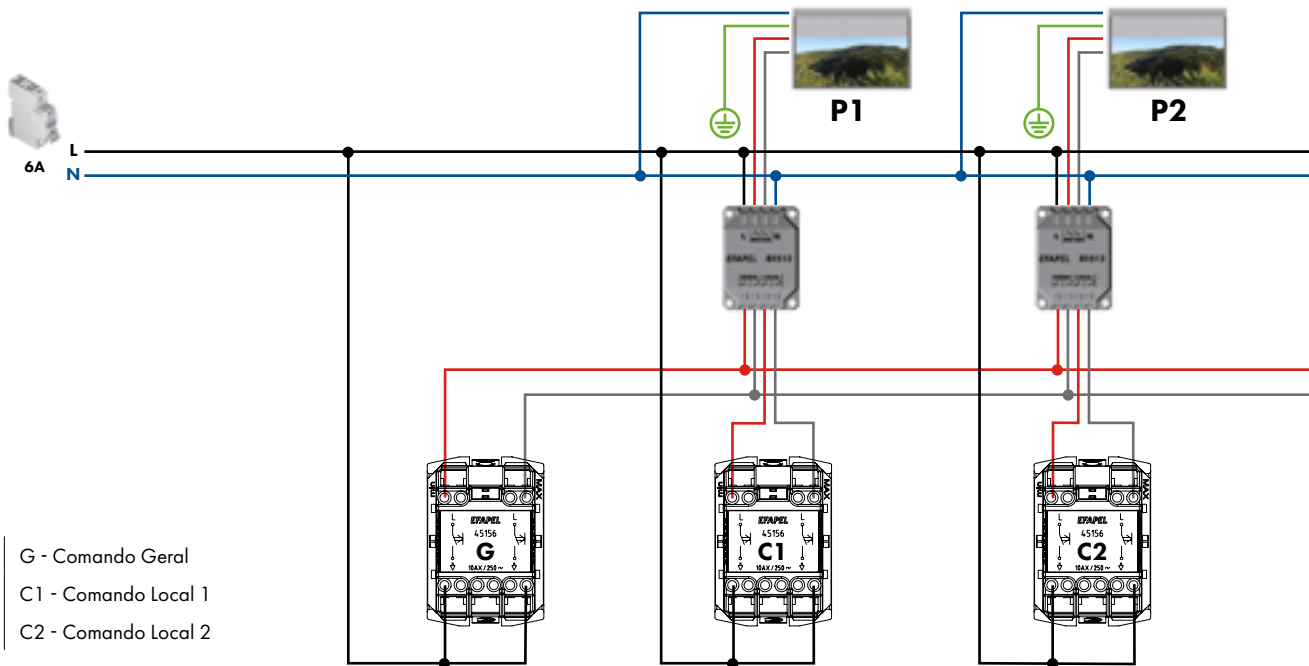 P1
P2
L
6A
N
L
N
EFAPEL
L
N
EFAPEL
MAX
EFAPEL
L
L
45156
G
10AX / 250 ~
MAX
EFAPEL
L
L
45156
C1
10AX / 250 ~
MAX
EFAPEL
L
L
45156
C2
10AX / 250 ~
G - Comando Geral
C1 - Comando Local 1
C2 - Comando Local 2